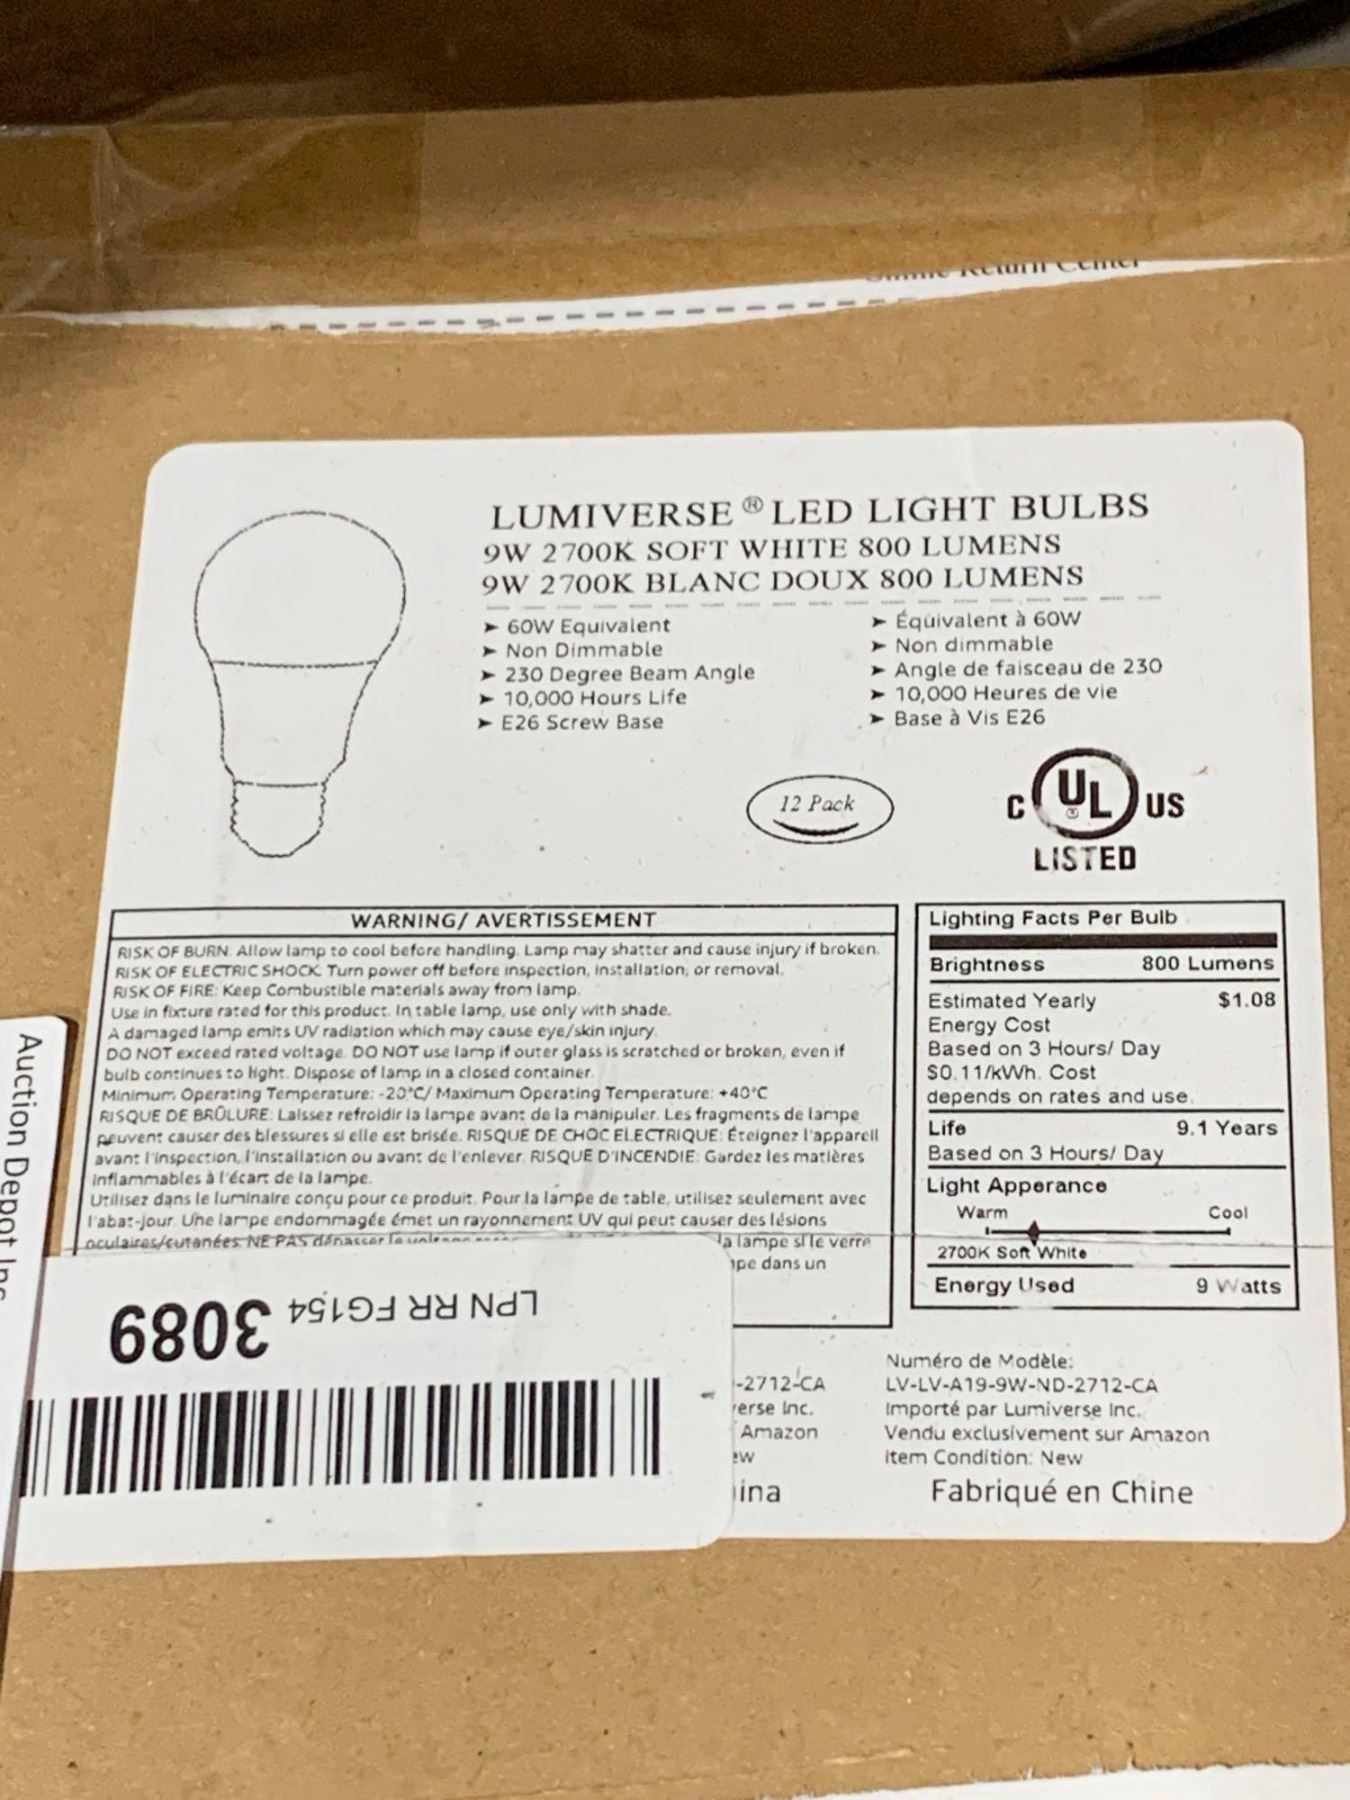 Return Center
LUMIVERSE® LED LIGHT BULBS
9W 2700K SOFT WHITE 800 LUMENS
9W 2700K BLANC DOUX 800 LUMENS
➤ 60W Equivalent
➤ Non Dimmable
➤ 230 Degree Beam Angle
➤ 10,000 Hours Life
➤ E26 Screw Base
➤ Équivalent à 60W
➤ Non dimmable
➤ Angle de faisceau de 230
➤ 10,000 Heures de vie
➤ Base à Vis E26
12 Pack
C UL® US
LISTED
WARNING/ AVERTISSEMENT
RISK OF BURN. Allow lamp to cool before handling. Lamp may shatter and cause injury if broken.
RISK OF ELECTRIC SHOCK. Turn power off before inspection, installation, or removal.
RISK OF FIRE: Keep Combustible materials away from lamp.
Use in fixture rated for this product. In table lamp, use only with shade.
A damaged lamp emits UV radiation which may cause eye/skin injury.
DO NOT exceed rated voltage. DO NOT use lamp if outer glass is scratched or broken, even if
bulb continues to light. Dispose of lamp in a closed container.
Minimum Operating Temperature: -20°C/ Maximum Operating Temperature: +40°C
RISQUE DE BRÛLURE: Laissez refroidir la lampe avant de la manipuler. Les fragments de lampe
peuvent causer des blessures si elle est brisée. RISQUE DE CHOC ELECTRIQUE: Éteignez l'appareil
avant l'inspection, l'installation ou avant de l'enlever. RISQUE D'INCENDIE: Gardez les matières
inflammables à l'écart de la lampe.
Utilisez dans le luminaire conçu pour ce produit. Pour la lampe de table, utilisez seulement avec
l'abat-jour. Une lampe endommagée émet un rayonnement UV qui peut causer des lésions
oculaires/cutanées. NE PAS la lampe si le verre
dans un
Lighting Facts Per Bulb
Brightness 800 Lumens
Estimated Yearly $1.08
Energy Cost
Based on 3 Hours/ Day
$0.11/kWh. Cost
depends on rates and use.
Life 9.1 Years
Based on 3 Hours/ Day
Light Apperance
Warm Cool
2700K Soft White
Energy Used 9 Watts
-2712-CA
erse Inc.
Amazon
ew
ina
Numéro de Modèle:
LV-LV-A19-9W-ND-2712-CA
Importé par Lumiverse Inc.
Vendu exclusivement sur Amazon
Item Condition: New
Fabriqué en Chine
LPN RR FG154 3089
Auction Depot Inc